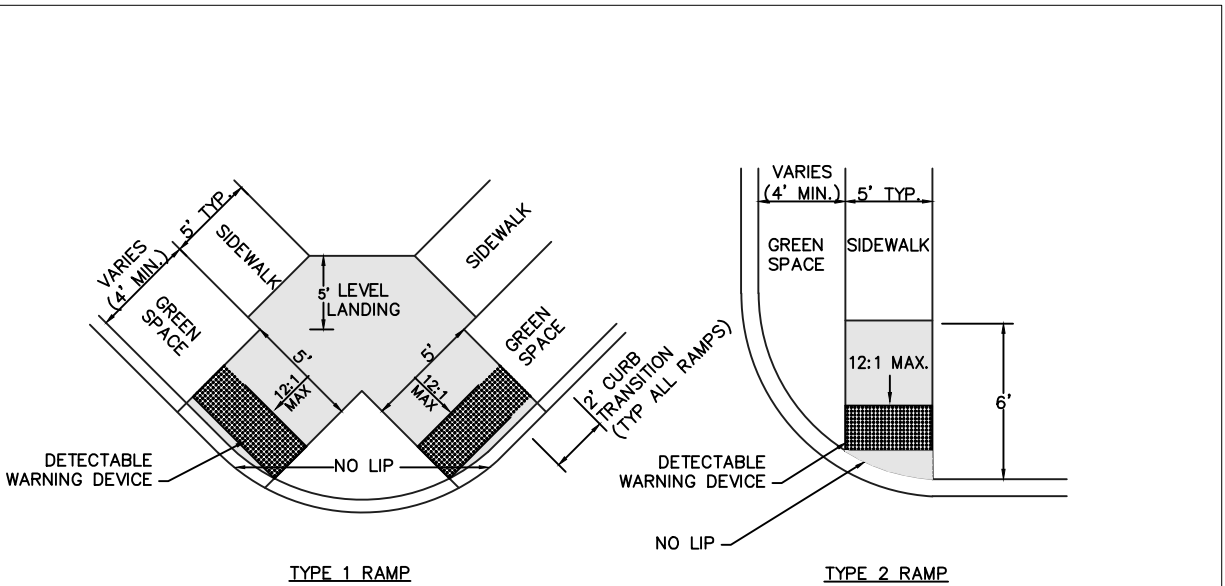 5' TYP.
VARIES
(4' MIN.)
SIDEWALK
GREEN
SPACE
5' LEVEL
LANDING
SIDEWALK
GREEN
SPACE
5'
5'
12:1
MAX
12:1
MAX
2' CURB
TRANSITION
(TYP ALL RAMPS)
DETECTABLE
WARNING DEVICE
NO LIP
TYPE 1 RAMP
VARIES
(4' MIN.)
5' TYP.
GREEN
SPACE
SIDEWALK
12:1 MAX.
6'
DETECTABLE
WARNING DEVICE
NO LIP
TYPE 2 RAMP